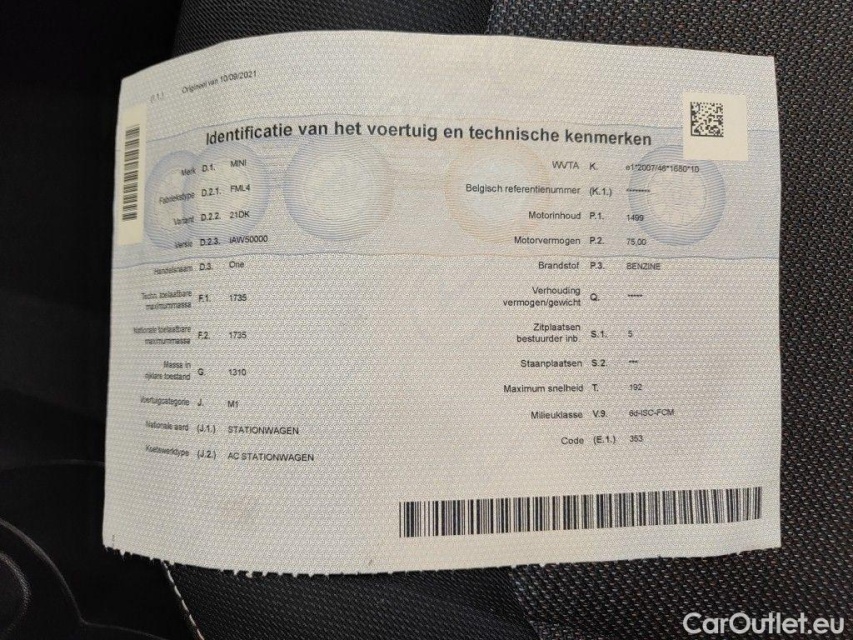 (I.1.) Origineel van 10/09/2021
Identificatie van het voertuig en technische kenmerken
Merk D.1. MINI
Fabriekstype D.2.1. FML4
Variant D.2.2. 21DK
Versie D.2.3. IAW50000
Handelsnaam D.3. One
Techn. toelaatbare
maximummassa F.1. 1735
Nationale toelaatbare
maximummassa F.2. 1735
Massa in
rijklare toestand G. 1310
Voertuigcategorie J. M1
Nationale aard (J.1.) STATIONWAGEN
Koetswerktype (J.2.) AC STATIONWAGEN
WVTA K. e1*2007/46*1680*10
Belgisch referentienummer (K.1.) -------
Motorinhoud P.1. 1499
Motorvermogen P.2. 75,00
Brandstof P.3. BENZINE
Verhouding
vermogen/gewicht Q. -----
Zitplaatsen
bestuurder inb. S.1. 5
Staanplaatsen S.2. ---
Maximum snelheid T. 192
Milieuklasse V.9. 6d-ISC-FCM
Code (E.1.) 353
CarOutlet.eu